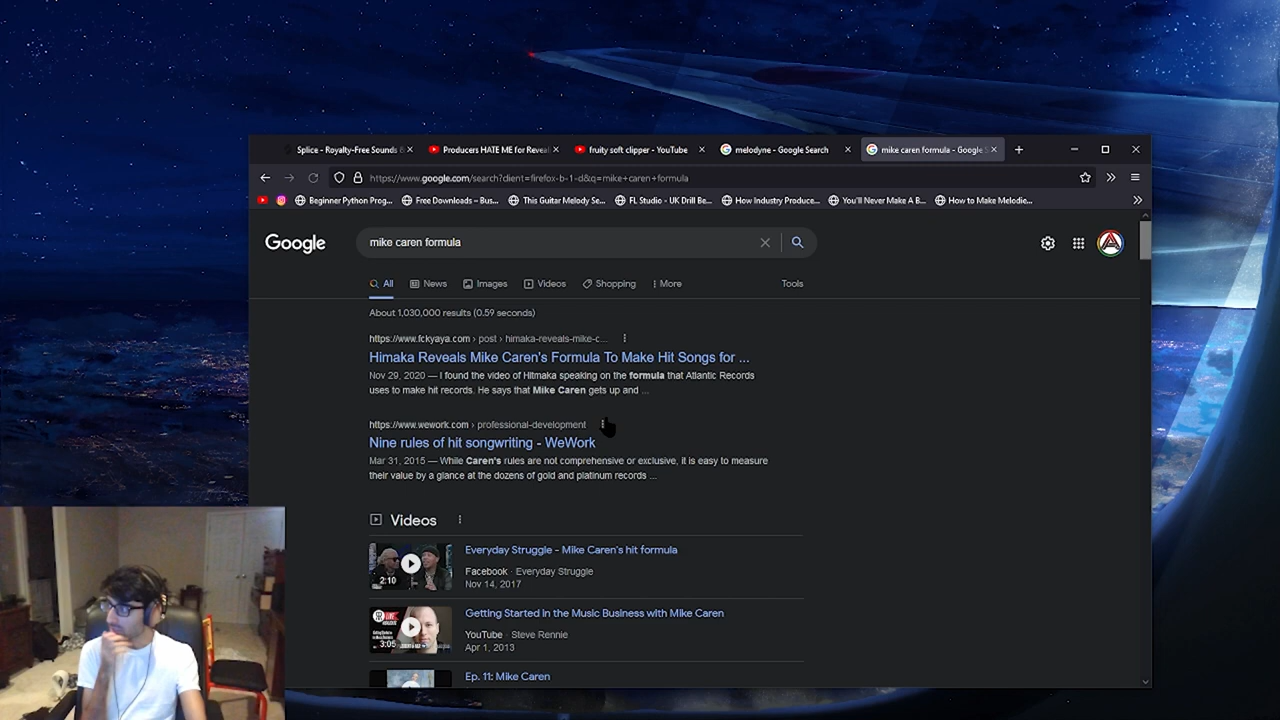 Splice - Royalty-Free Sounds &
Producers HATE ME for Reveal
fruity soft clipper - YouTube
melodyne - Google Search
mike caren formula - Google S
https://www.google.com/search?client=firefox-b-1-d&q=mike+caren+formula
Beginner Python Prog...
Free Downloads – Bus...
This Guitar Melody Se...
FL Studio - UK Drill Be...
How Industry Produce...
You'll Never Make A B...
How to Make Melodie...
Google
mike caren formula
All
News
Images
Videos
Shopping
More
Tools
About 1,030,000 results (0.59 seconds)
https://www.fckyaya.com › post › himaka-reveals-mike-c...
Himaka Reveals Mike Caren's Formula To Make Hit Songs for ...
Nov 29, 2020 — I found the video of Hitmaka speaking on the formula that Atlantic Records
uses to make hit records. He says that Mike Caren gets up and ...
https://www.wework.com › professional-development
Nine rules of hit songwriting - WeWork
Mar 31, 2015 — While Caren's rules are not comprehensive or exclusive, it is easy to measure
their value by a glance at the dozens of gold and platinum records ...
Videos
2:10
Everyday Struggle - Mike Caren's hit formula
Facebook · Everyday Struggle
Nov 14, 2017
3:05
Getting Started in the Music Business with Mike Caren
YouTube · Steve Rennie
Apr 1, 2013
Ep. 11: Mike Caren